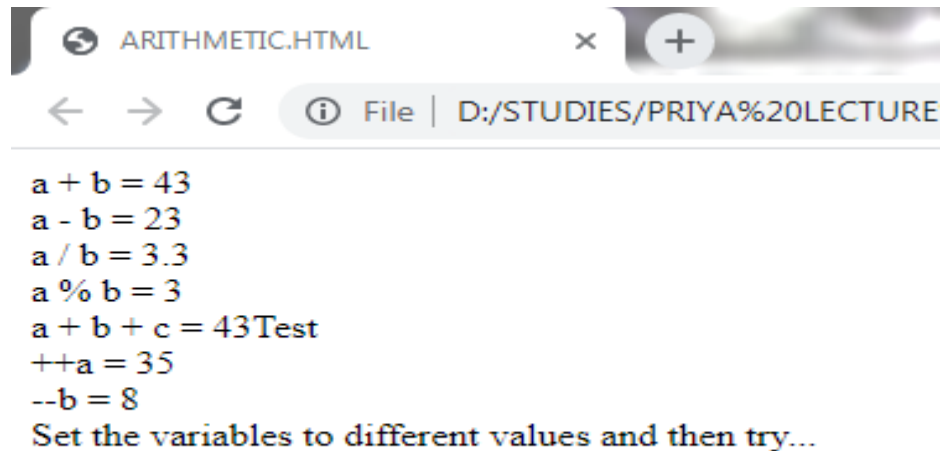 ARITHMETIC.HTML
File | D:/STUDIES/PRIYA%20LECTURE
a + b = 43
a - b = 23
a / b = 3.3
a % b = 3
a + b + c = 43Test
++a = 35
--b = 8
Set the variables to different values and then try...